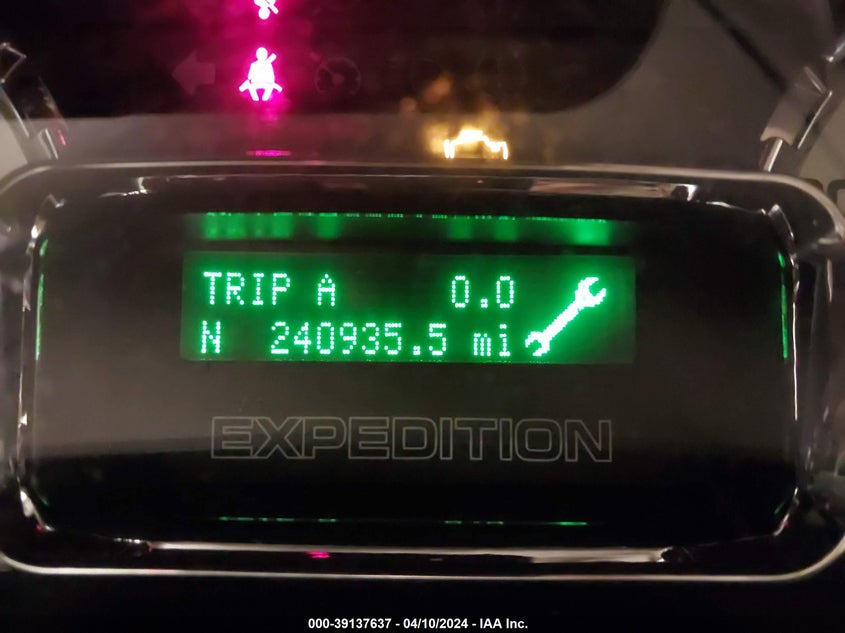 TRIP A 0.0
N 240935.5 mi
EXPEDITION
000-39137637 - 04/10/2024 - IAA Inc.